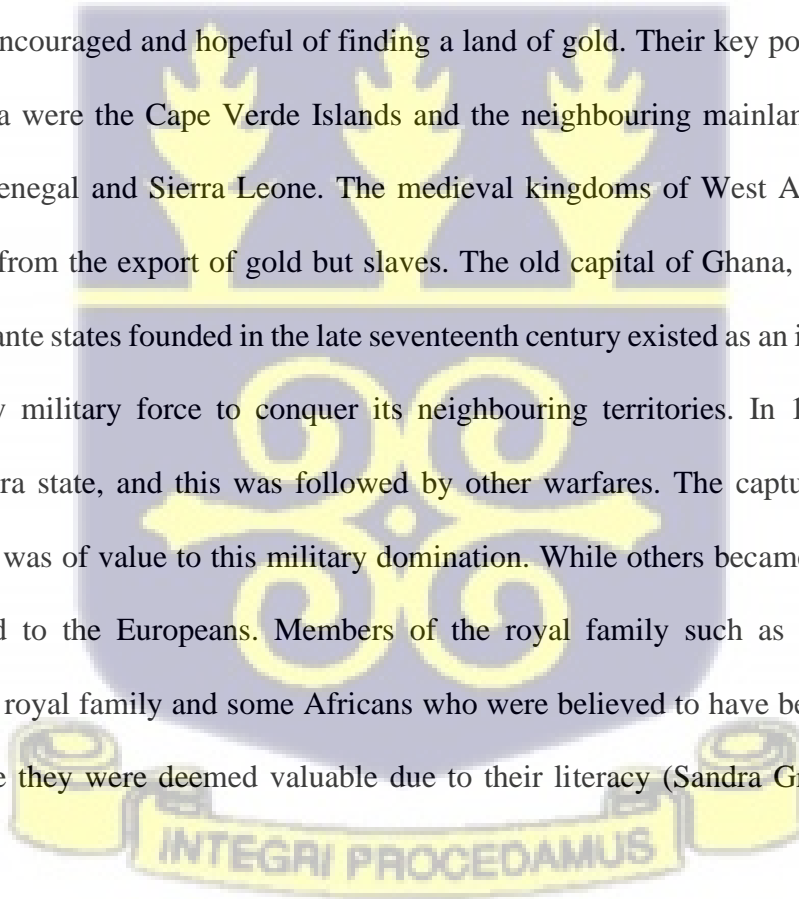 ncouraged and hopeful of finding a land of gold. Their key po
a were the Cape Verde Islands and the neighbouring mainlan
enegal and Sierra Leone. The medieval kingdoms of West A
from the export of gold but slaves. The old capital of Ghana,
ante states founded in the late seventeenth century existed as an i
military force to conquer its neighbouring territories. In 1
ra state, and this was followed by other warfares. The captu
was of value to this military domination. While others became
d to the Europeans. Members of the royal family such as
royal family and some Africans who were believed to have be
e they were deemed valuable due to their literacy (Sandra Gr
INTEGRI PROCEDAMUS